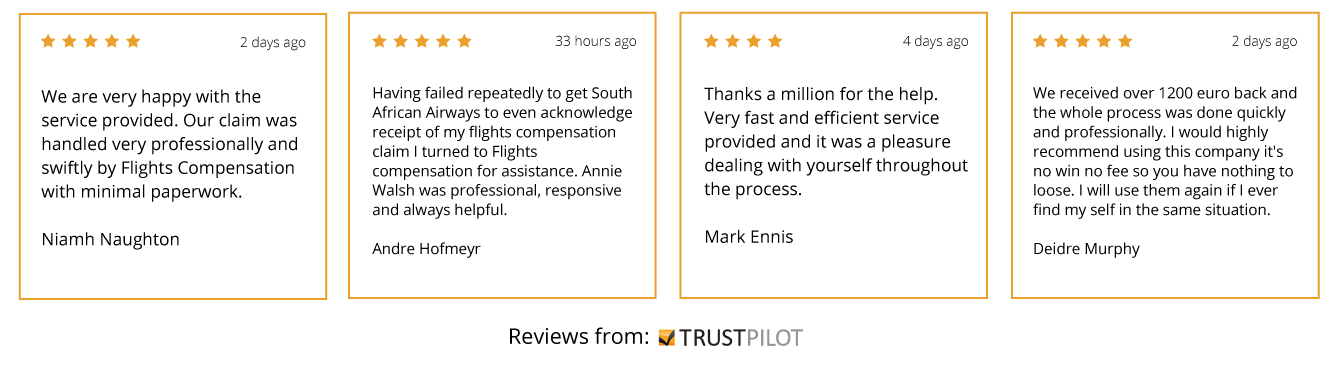 2 days ago
We are very happy with the
service provided. Our claim was
handled very professionally and
swiftly by Flights Compensation
with minimal paperwork.
Niamh Naughton
33 hours ago
Having failed repeatedly to get South
African Airways to even acknowledge
receipt of my flights compensation
claim I turned to Flights
compensation for assistance. Annie
Walsh was professional, responsive
and always helpful.
Andre Hofmeyr
4 days ago
Thanks a million for the help.
Very fast and efficient service
provided and it was a pleasure
dealing with yourself throughout
the process.
Mark Ennis
2 days ago
We received over 1200 euro back and
the whole process was done quickly
and professionally. I would highly
recommend using this company it's
no win no fee so you have nothing to
loose. I will use them again if I ever
find my self in the same situation.
Deidre Murphy
Reviews from: TRUSTPILOT